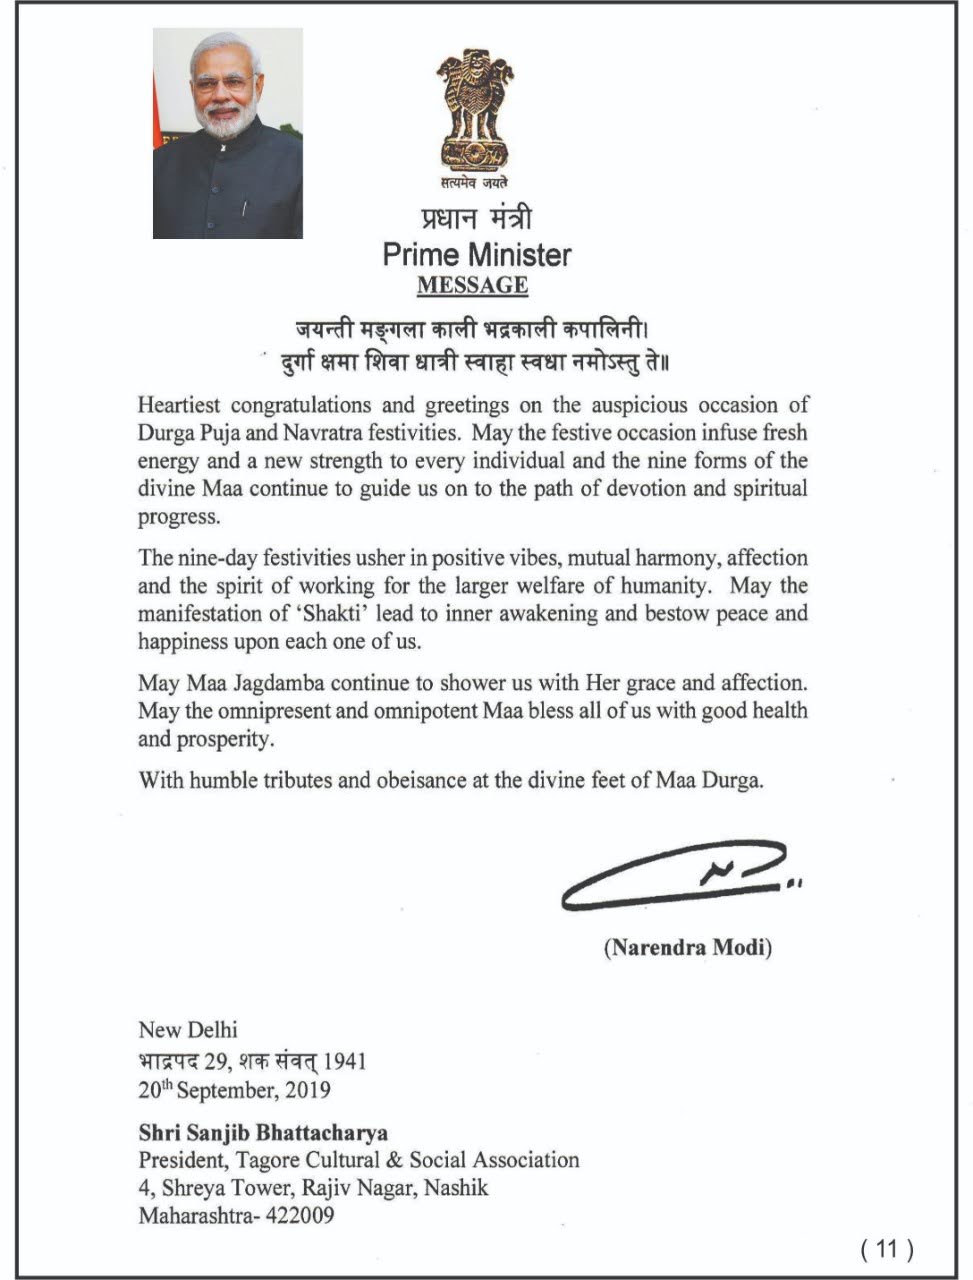 सत्यमेव जयते
प्रधान मंत्री
Prime Minister
MESSAGE
जयन्ती मङ्गला काली भद्रकाली कपालिनी।
दुर्गा क्षमा शिवा धात्री स्वाहा स्वधा नमोऽस्तु ते॥
Heartiest congratulations and greetings on the auspicious occasion of
Durga Puja and Navratra festivities. May the festive occasion infuse fresh
energy and a new strength to every individual and the nine forms of the
divine Maa continue to guide us on to the path of devotion and spiritual
progress.
The nine-day festivities usher in positive vibes, mutual harmony, affection
and the spirit of working for the larger welfare of humanity. May the
manifestation of ‘Shakti’ lead to inner awakening and bestow peace and
happiness upon each one of us.
May Maa Jagdamba continue to shower us with Her grace and affection.
May the omnipresent and omnipotent Maa bless all of us with good health
and prosperity.
With humble tributes and obeisance at the divine feet of Maa Durga.
(Narendra Modi)
New Delhi
भाद्रपद 29, शक संवत् 1941
20th September, 2019
Shri Sanjib Bhattacharya
President, Tagore Cultural & Social Association
4, Shreya Tower, Rajiv Nagar, Nashik
Maharashtra- 422009
( 11 )